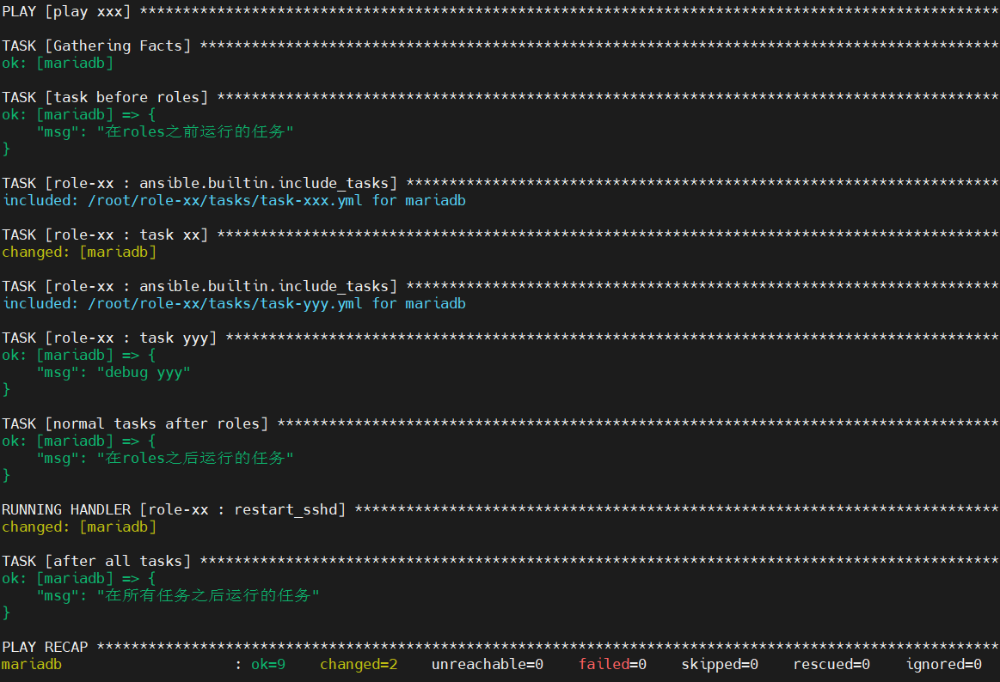 PLAY [play xxx] ****************************************************************************************************
TASK [Gathering Facts] *********************************************************************************************
ok: [mariadb]
TASK [task before roles] *******************************************************************************************
ok: [mariadb] => {
    "msg": "在roles之前运行的任务"
}
TASK [role-xx : ansible.builtin.include_tasks] *********************************************************************
included: /root/role-xx/tasks/task-xxx.yml for mariadb
TASK [role-xx : task xx] *******************************************************************************************
changed: [mariadb]
TASK [role-xx : ansible.builtin.include_tasks] *********************************************************************
included: /root/role-xx/tasks/task-yyy.yml for mariadb
TASK [role-xx : task yyy] ******************************************************************************************
ok: [mariadb] => {
    "msg": "debug yyy"
}
TASK [normal tasks after roles] ************************************************************************************
ok: [mariadb] => {
    "msg": "在roles之后运行的任务"
}
RUNNING HANDLER [role-xx : restart_sshd] ***************************************************************************
changed: [mariadb]
TASK [after all tasks] *********************************************************************************************
ok: [mariadb] => {
    "msg": "在所有任务之后运行的任务"
}
PLAY RECAP *********************************************************************************************************
mariadb                    : ok=9    changed=2    unreachable=0    failed=0    skipped=0    rescued=0    ignored=0